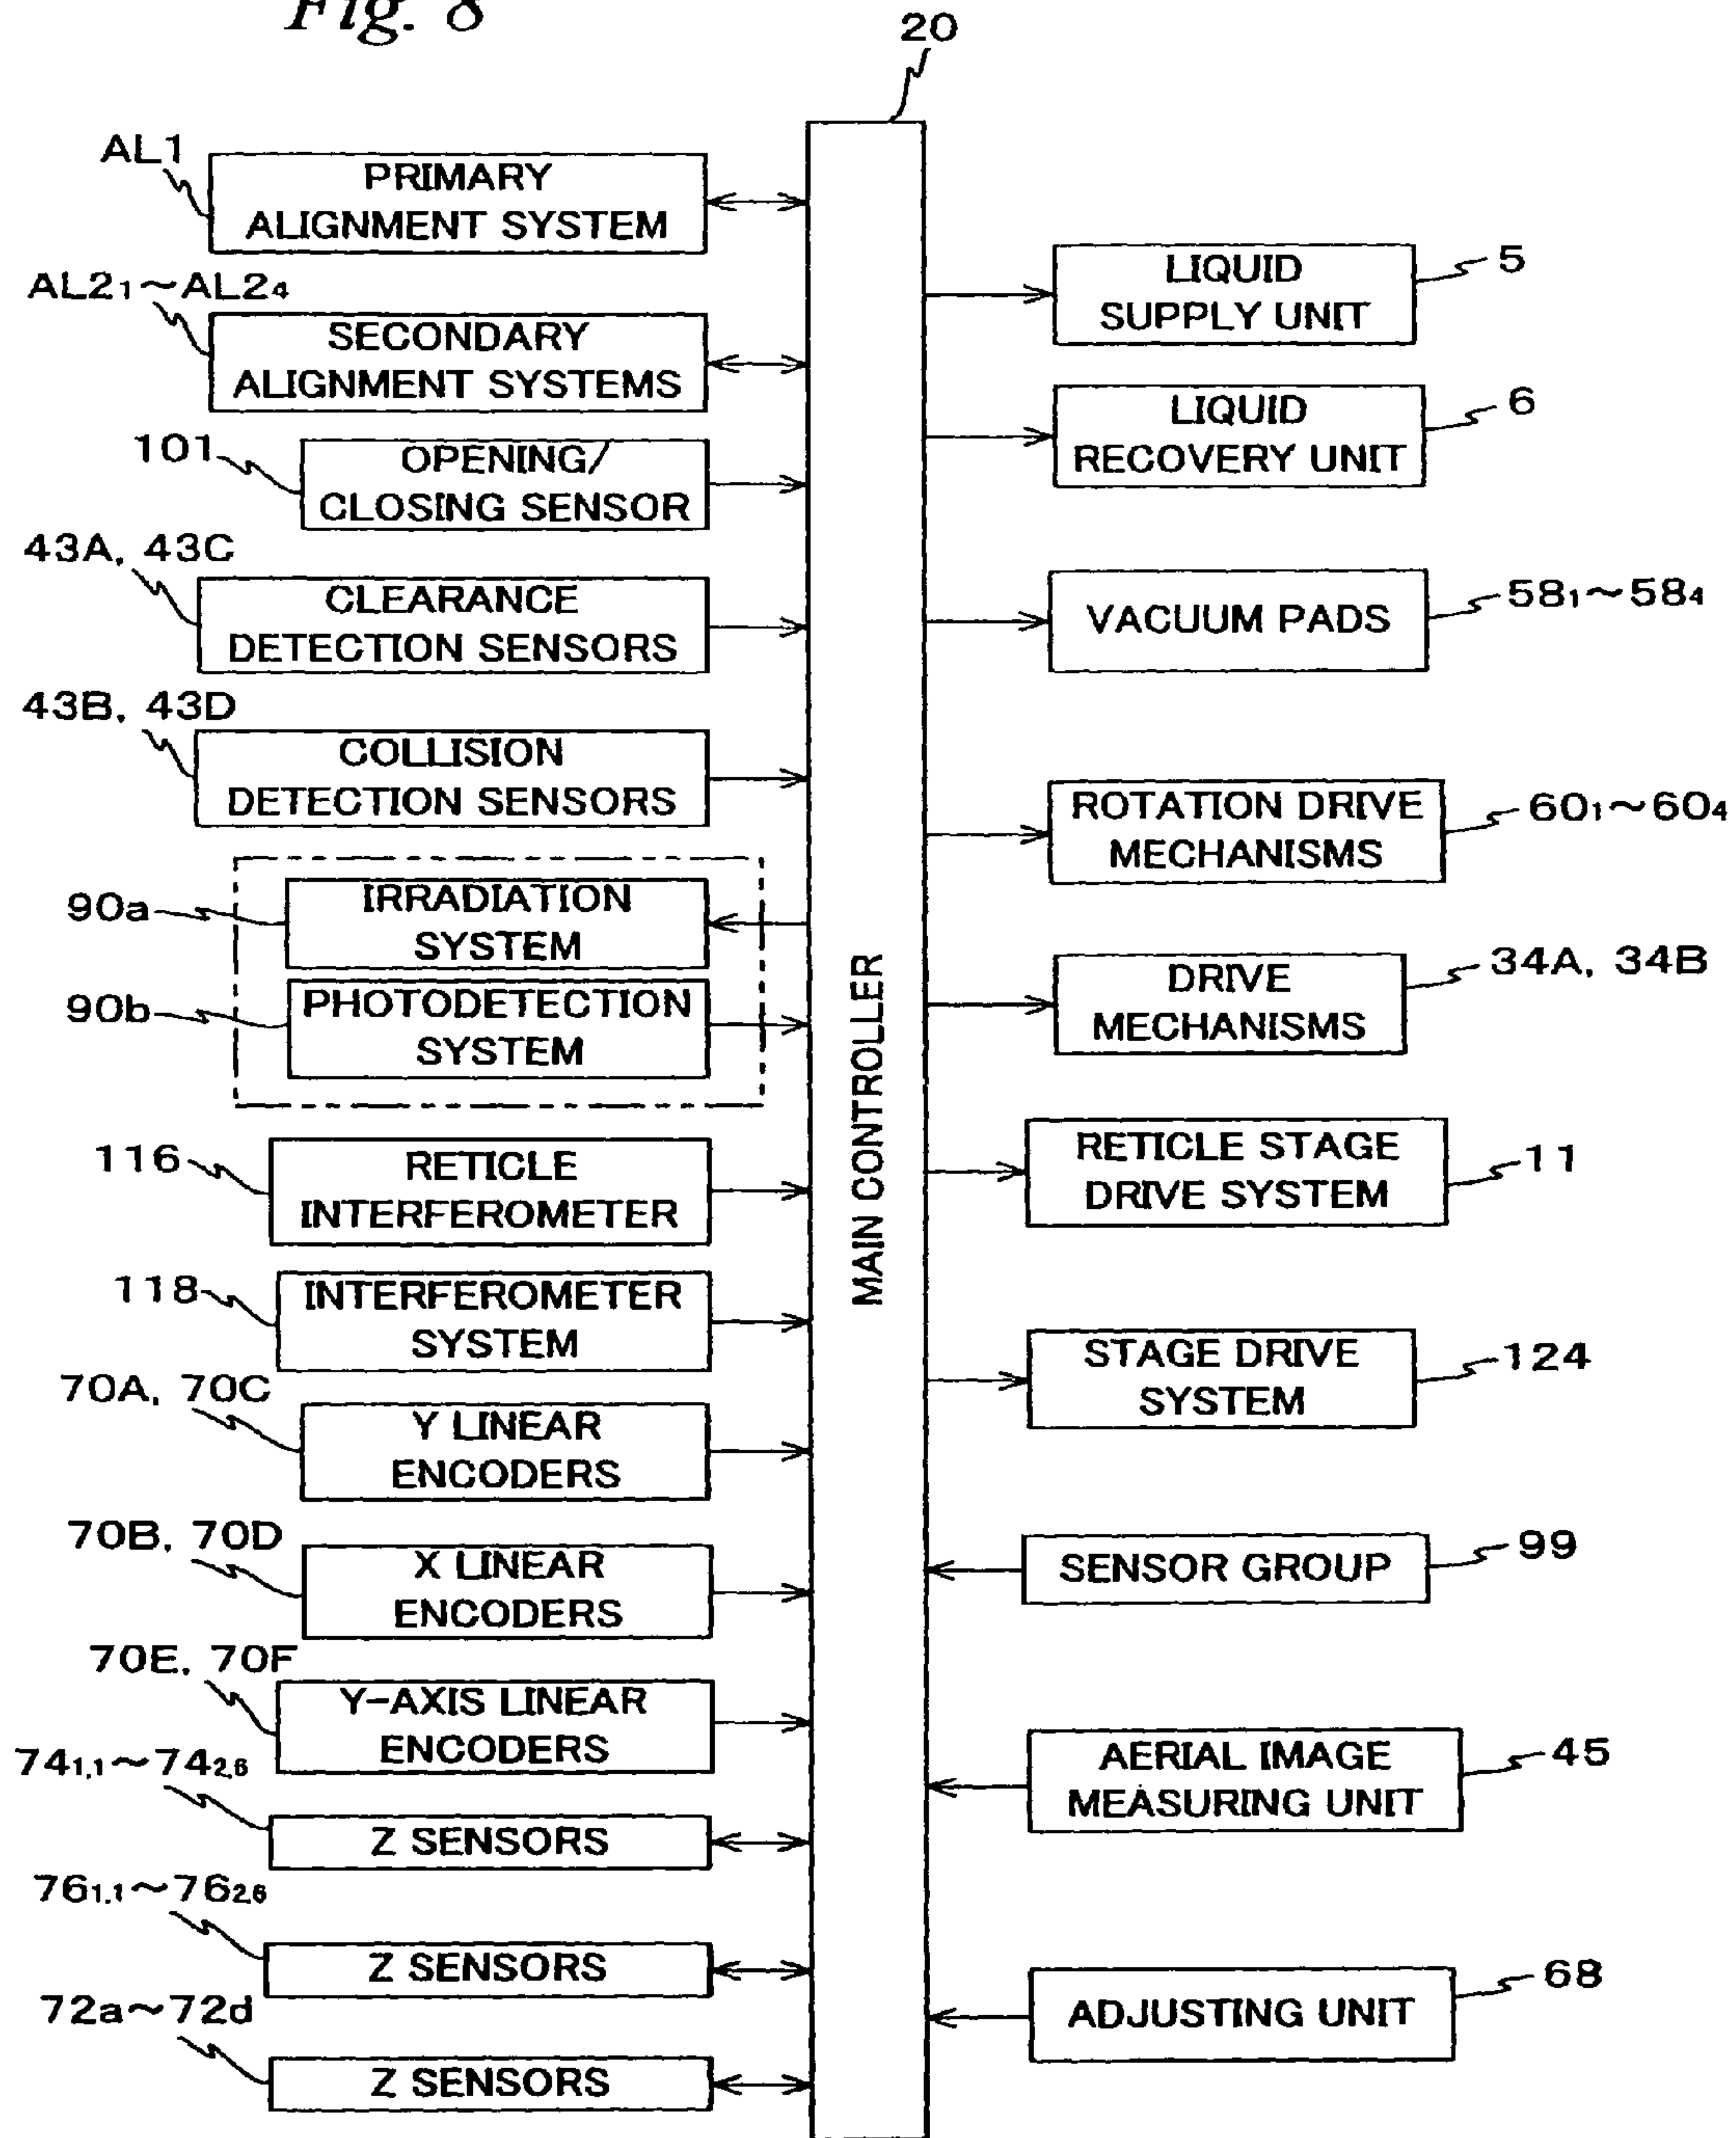 Fig. 8
20
AL1
PRIMARY
ALIGNMENT SYSTEM
AL2₁~AL2₄
SECONDARY
ALIGNMENT SYSTEMS
101
OPENING/
CLOSING SENSOR
43A, 43C
CLEARANCE
DETECTION SENSORS
43B, 43D
COLLISION
DETECTION SENSORS
90a
IRRADIATION
SYSTEM
90b
PHOTODETECTION
SYSTEM
116
RETICLE
INTERFEROMETER
118
INTERFEROMETER
SYSTEM
70A, 70C
Y LINEAR
ENCODERS
70B, 70D
X LINEAR
ENCODERS
70E, 70F
Y-AXIS LINEAR
ENCODERS
74₁,₁~74₂,₆
Z SENSORS
76₁,₁~76₂,₆
Z SENSORS
72a~72d
Z SENSORS
MAIN CONTROLLER
LIQUID
SUPPLY UNIT
5
LIQUID
RECOVERY UNIT
6
VACUUM PADS
58₁~58₄
ROTATION DRIVE
MECHANISMS
60₁~60₄
DRIVE
MECHANISMS
34A, 34B
RETICLE STAGE
DRIVE SYSTEM
11
STAGE DRIVE
SYSTEM
124
SENSOR GROUP
99
AERIAL IMAGE
MEASURING UNIT
45
ADJUSTING UNIT
68